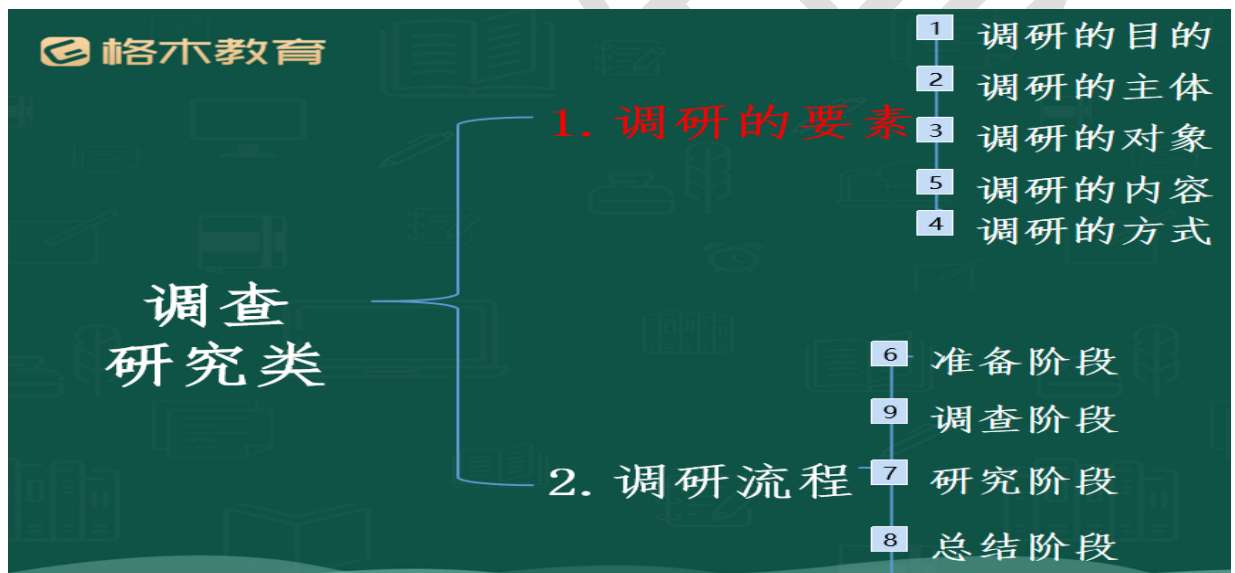 格木教育
调查
研究类
1. 调研的要素
1 调研的目的
2 调研的主体
3 调研的对象
5 调研的内容
4 调研的方式
2. 调研流程
6 准备阶段
9 调查阶段
7 研究阶段
8 总结阶段